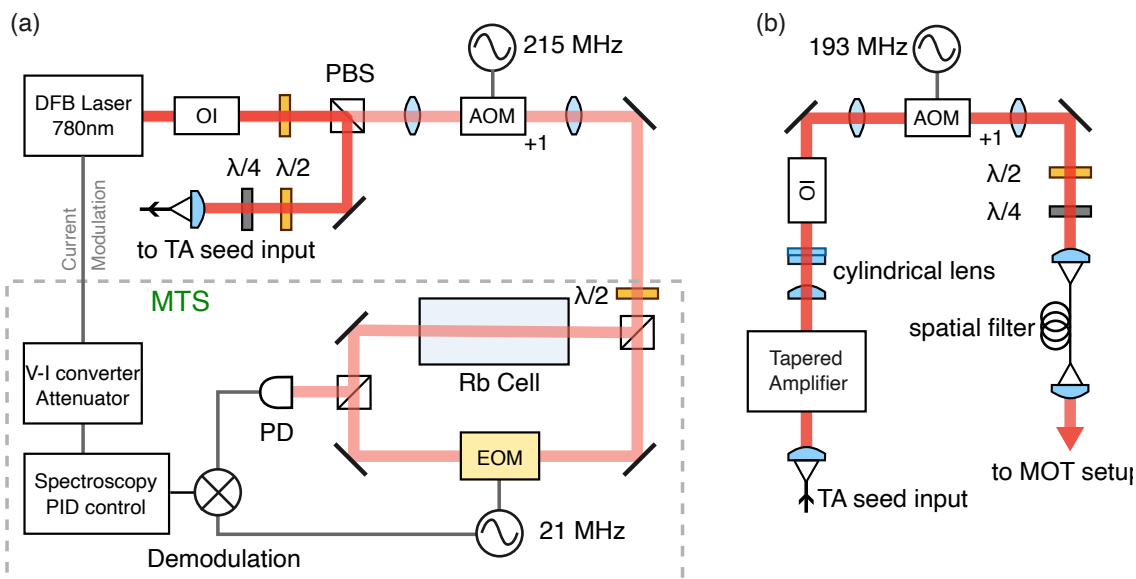 (a)
215 MHz
PBS
DFB Laser
780nm
OI
AOM
+1
λ/4
λ/2
to TA seed input
Current
Modulation
MTS
λ/2
V-I converter
Attenuator
Rb Cell
PD
EOM
Spectroscopy
PID control
21 MHz
Demodulation
(b)
193 MHz
AOM
+1
OI
λ/2
λ/4
cylindrical lens
spatial filter
Tapered
Amplifier
to MOT setup
TA seed input